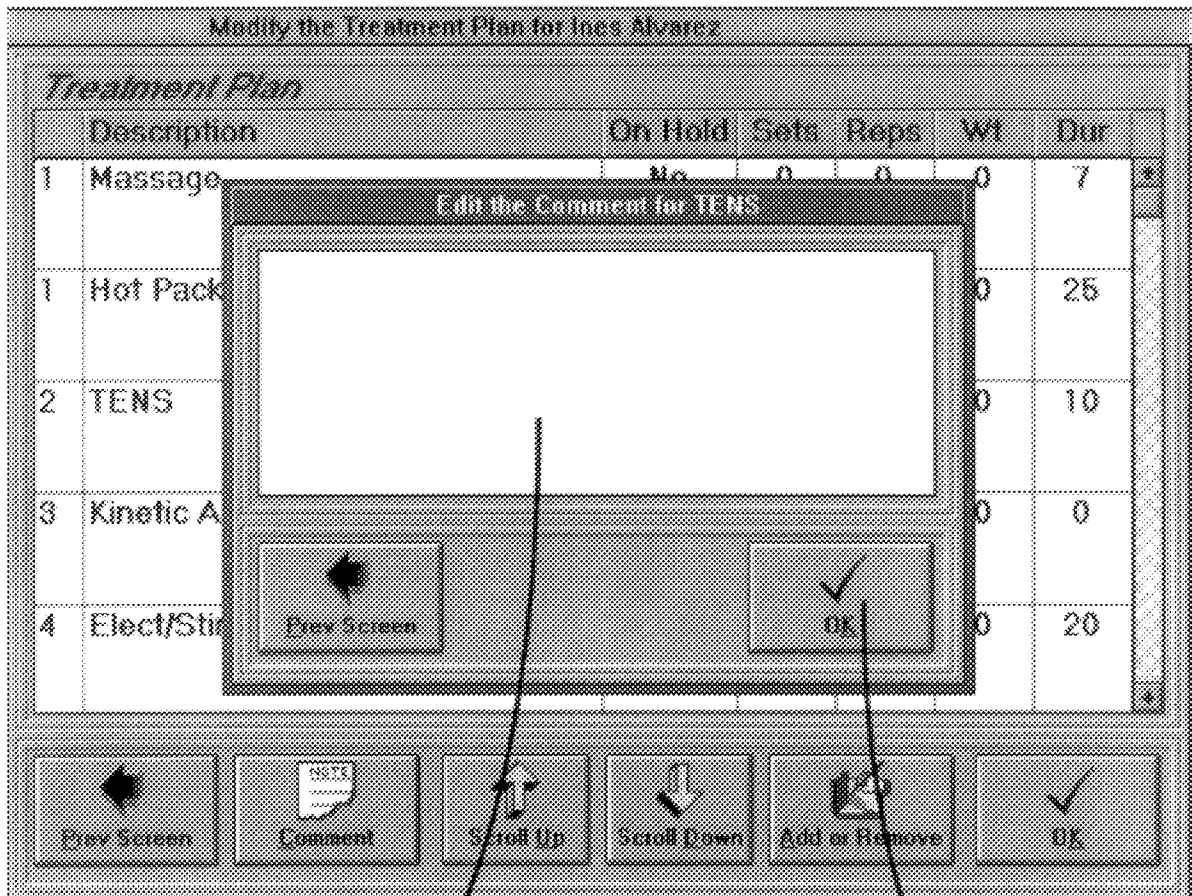 Modify the Treatment Plan for Ines Alvarez
Treatment Plan
Description On Hold Sets Reps Wt Dur
1 Massage No 0 0 0 7
Edit the Comment for TENS
1 Hot Pack 0 25
2 TENS 0 10
3 Kinetic A 0 0
4 Elect/Stim 0 20
Prev Screen OK
NOTE
Prev Screen Comment Scroll Up Scroll Down Add or Remove OK